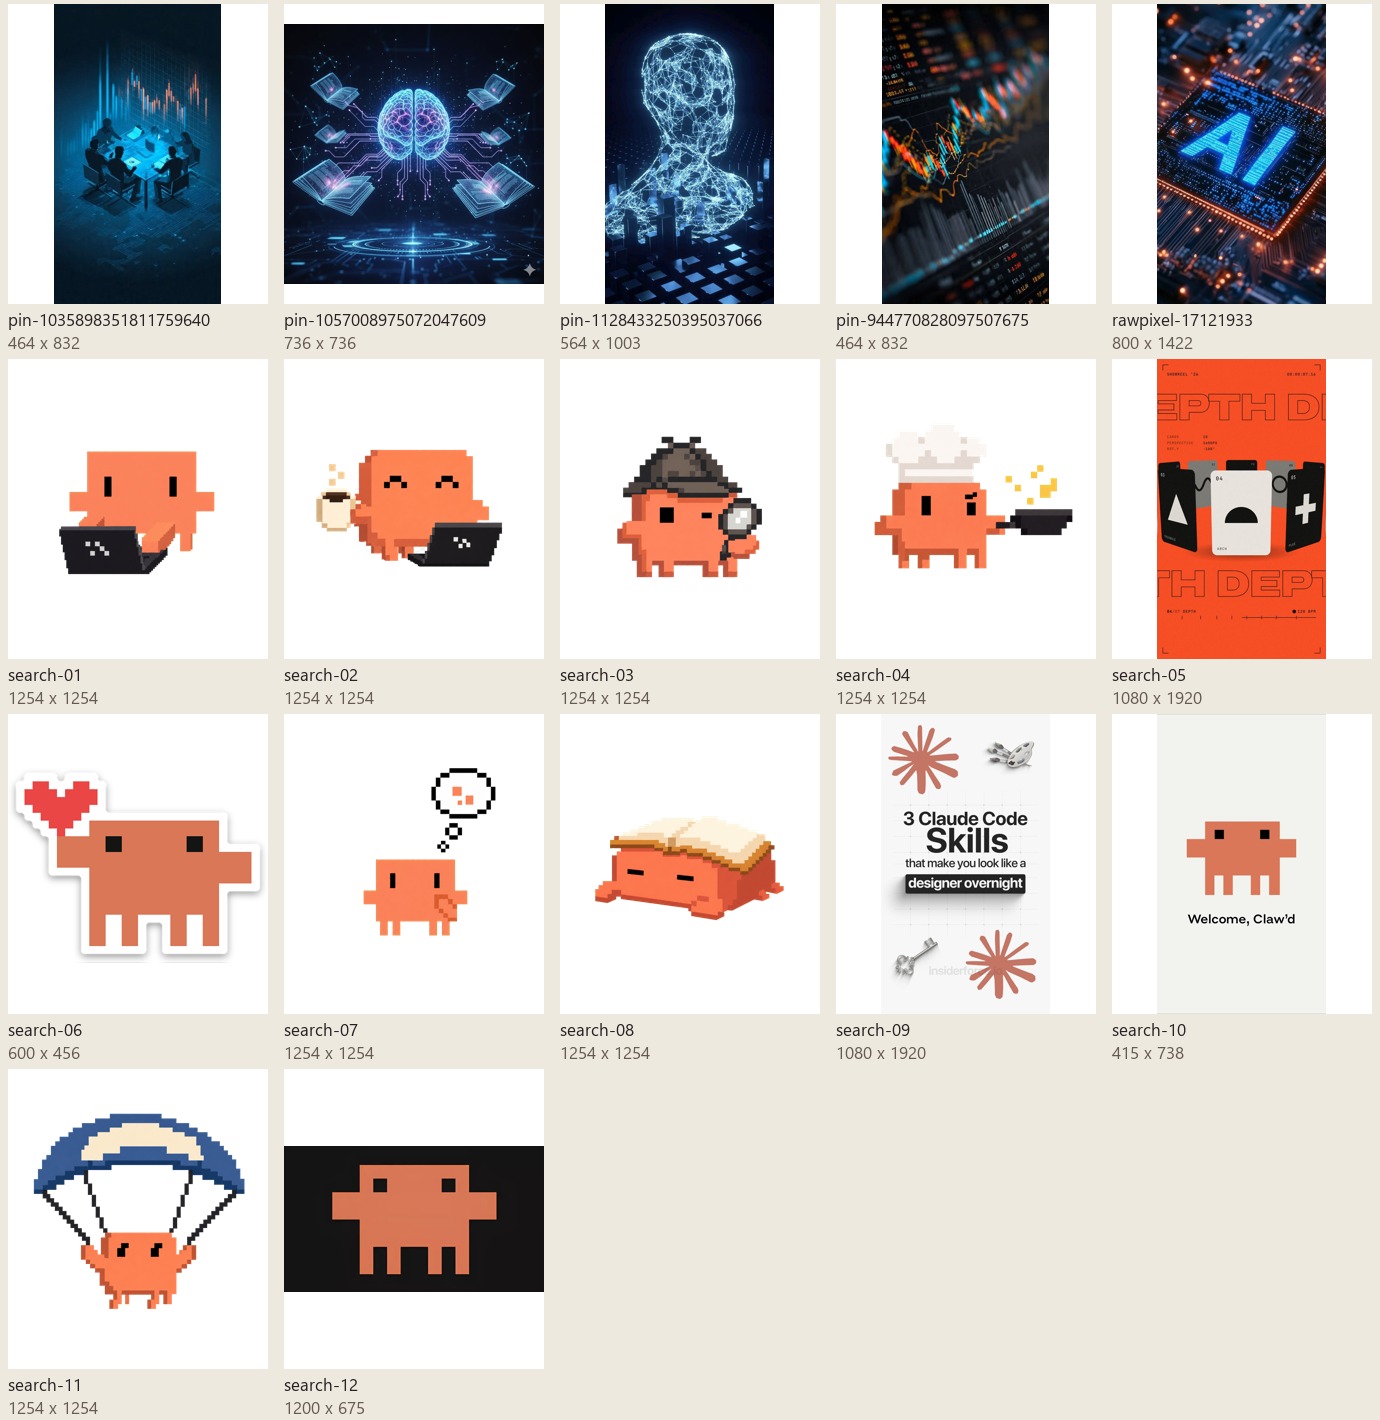 AI
pin-1035898351811759640
464 x 832
pin-1057008975072047609
736 x 736
pin-1128433250395037066
564 x 1003
pin-944770828097507675
464 x 832
rawpixel-17121933
800 x 1422
EPTH DE
04
TH DEPT
search-01
1254 x 1254
search-02
1254 x 1254
search-03
1254 x 1254
search-04
1254 x 1254
search-05
1080 x 1920
3 Claude Code
Skills
that make you look like a
designer overnight
Welcome, Claw'd
search-06
600 x 456
search-07
1254 x 1254
search-08
1254 x 1254
search-09
1080 x 1920
search-10
415 x 738
search-11
1254 x 1254
search-12
1200 x 675